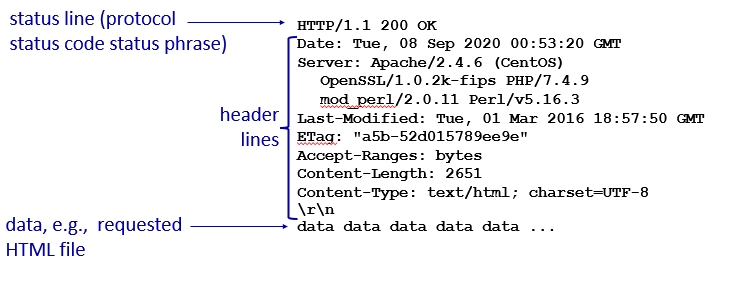 status line (protocol
status code status phrase)
HTTP/1.1 200 OK
header
lines
Date: Tue, 08 Sep 2020 00:53:20 GMT
Server: Apache/2.4.6 (CentOS)
OpenSSL/1.0.2k-fips PHP/7.4.9
mod_perl/2.0.11 Perl/v5.16.3
Last-Modified: Tue, 01 Mar 2016 18:57:50 GMT
ETag: "a5b-52d015789ee9e"
Accept-Ranges: bytes
Content-Length: 2651
Content-Type: text/html; charset=UTF-8
\r\n
data, e.g., requested
HTML file
data data data data data ...